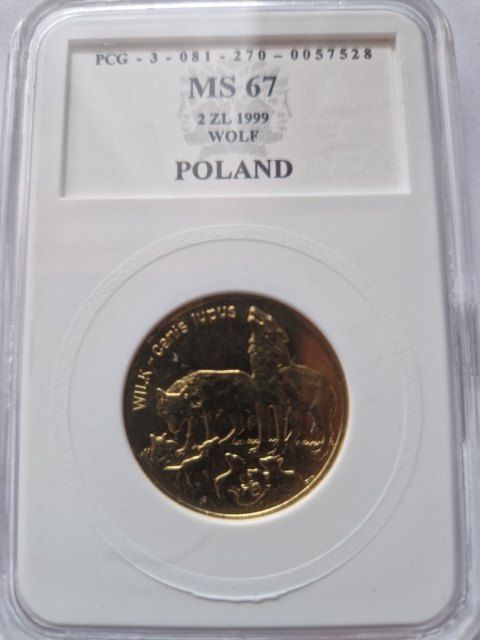 PCG - 3 - 081 - 270 - 0057528
MS 67
2 ZL 1999
WOLF
POLAND
WILK - Canis lupus